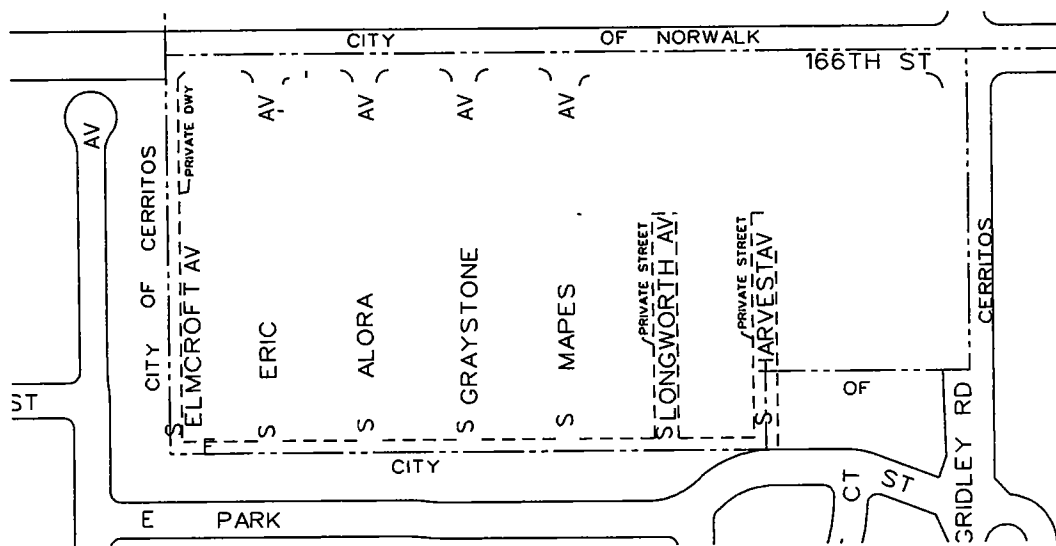 CITY OF NORWALK
166TH ST
AV
AV
AV
AV
AV
PRIVATE DWY
CITY OF CERRITOS
S ELMCROFT AV
S ERIC
S ALORA
S GRAYSTONE
S MAPES
PRIVATE STREET
S LONGWORTH AV
PRIVATE STREET
S ARVEST AV
CERRITOS
OF
CITY
E
ST
E PARK
CT
ST
GRIDLEY RD